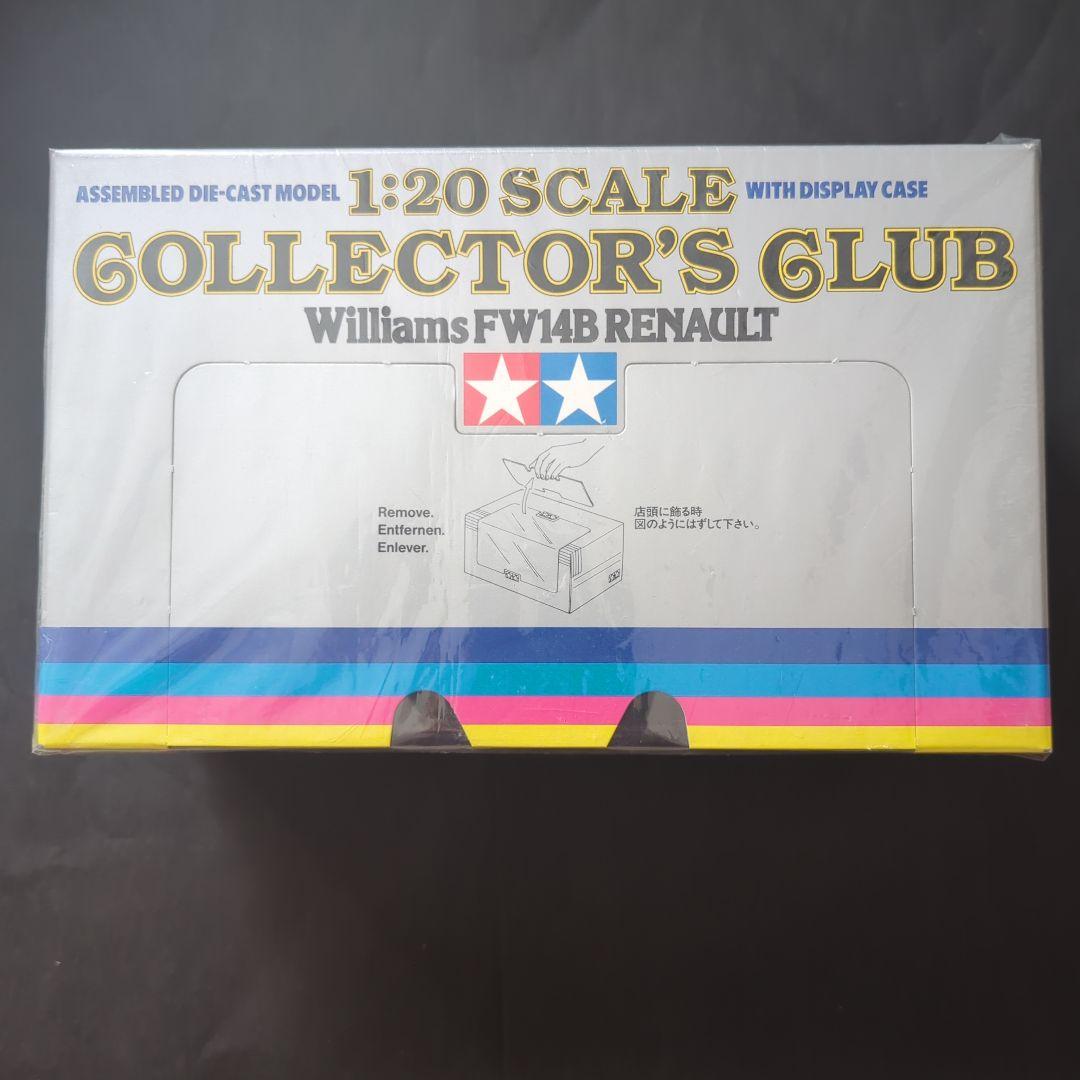 ASSEMBLED DIE-CAST MODEL 1:20 SCALE WITH DISPLAY CASE
COLLECTOR'S CLUB
Williams FW14B RENAULT
Remove.
Entfernen.
Enlever.
店頭に飾る時
図のようにはずして下さい。